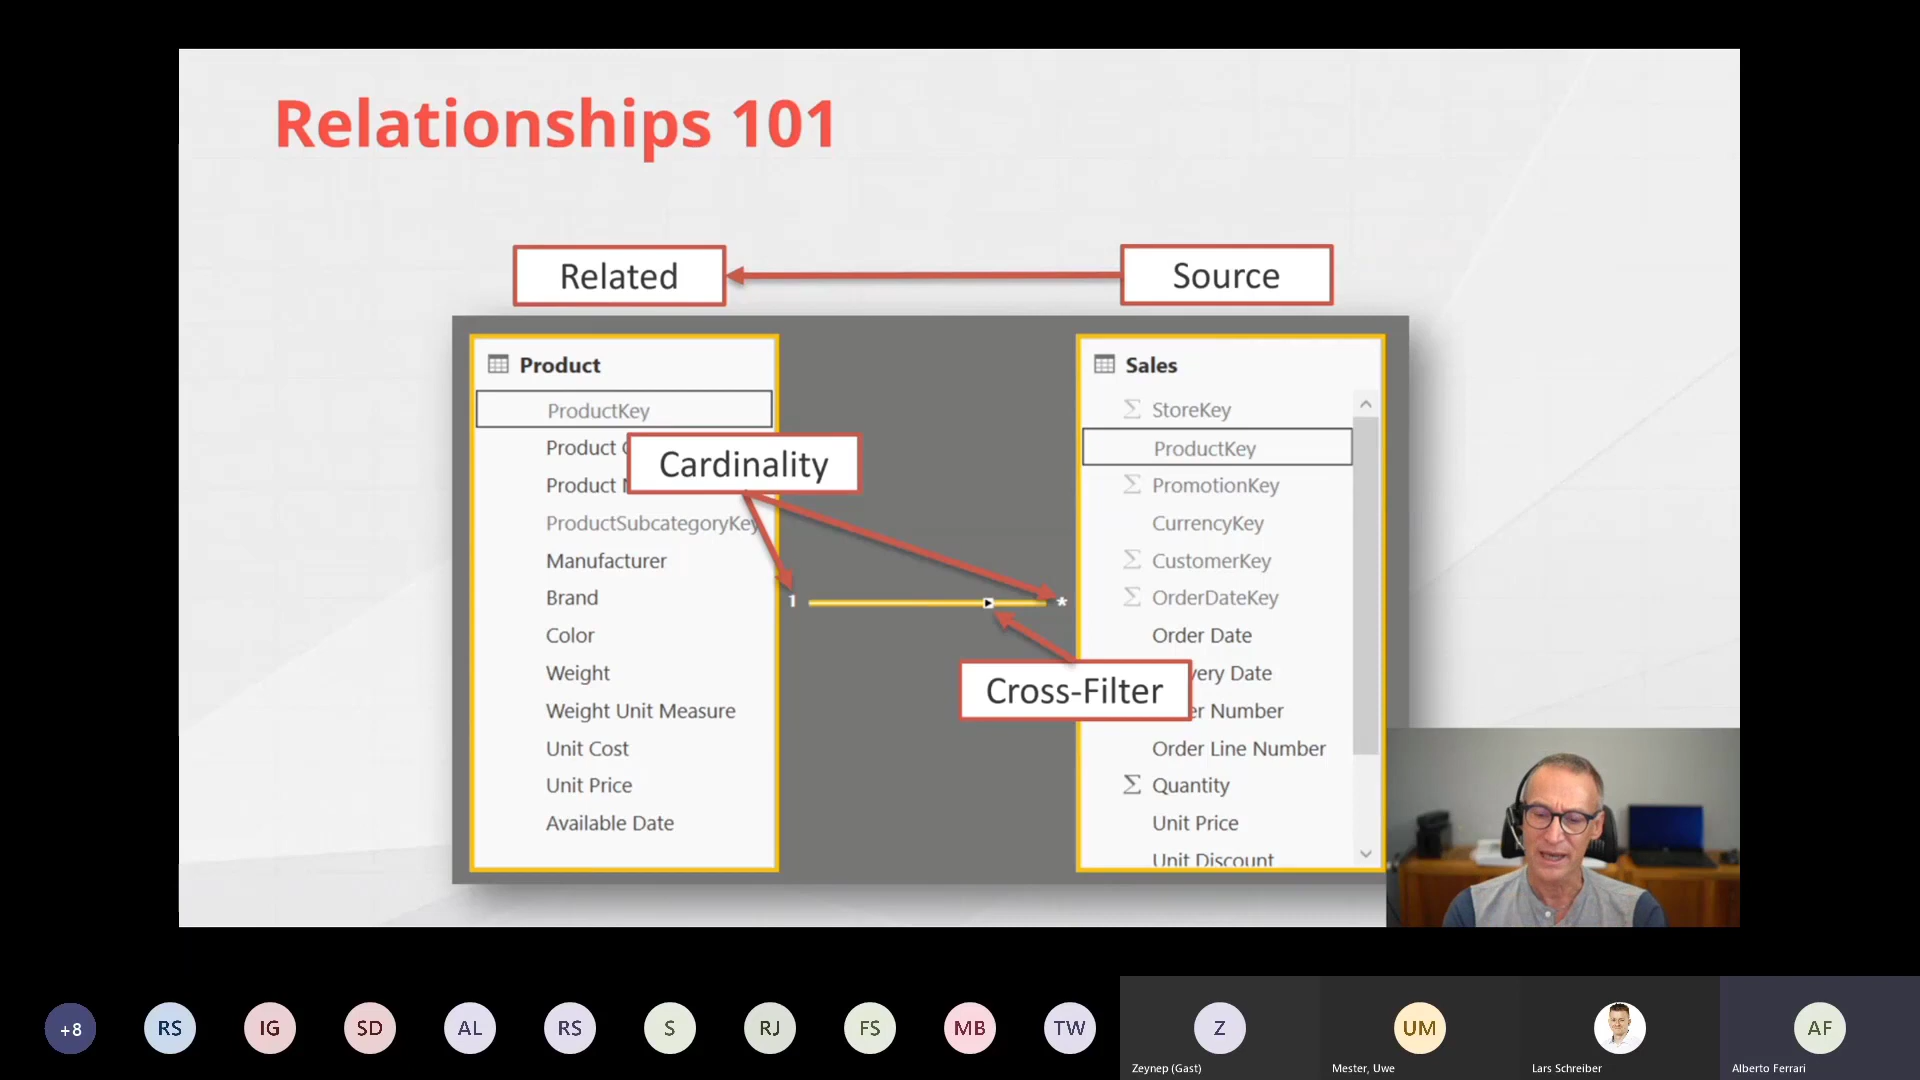 Relationships 101
Related
Source
Product
ProductKey
Product
Product
ProductSubcategoryKey
Manufacturer
Brand
Color
Weight
Weight Unit Measure
Unit Cost
Unit Price
Available Date
Cardinality
1
*
Cross-Filter
Sales
Σ StoreKey
ProductKey
Σ PromotionKey
CurrencyKey
Σ CustomerKey
Σ OrderDateKey
Order Date
very Date
er Number
Order Line Number
Σ Quantity
Unit Price
Unit Discount
+8
RS
IG
SD
AL
RS
S
RJ
FS
MB
TW
Z
Zeynep (Gast)
UM
Mester, Uwe
Lars Schreiber
AF
Alberto Ferrari